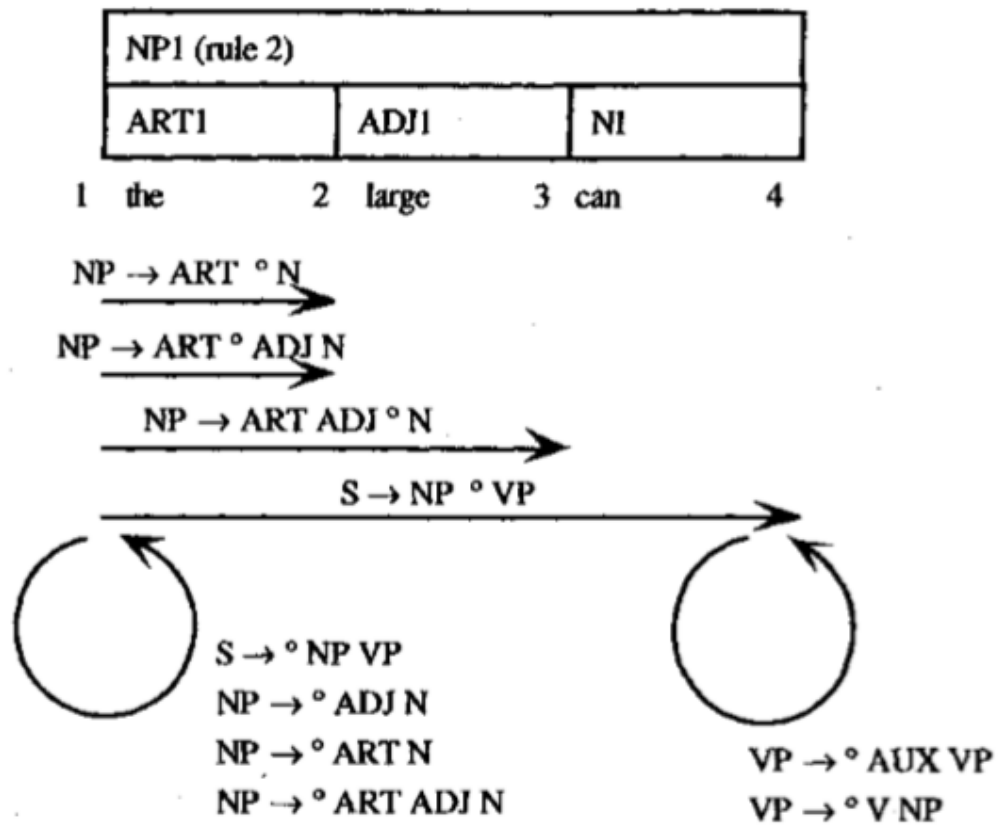 NP1 (rule 2)
ART1 ADJ1 N1
1 the 2 large 3 can 4
NP → ART ° N
NP → ART ° ADJ N
NP → ART ADJ ° N
S → NP ° VP
S → ° NP VP
NP → ° ADJ N
NP → ° ART N
NP → ° ART ADJ N
VP → ° AUX VP
VP → ° V NP